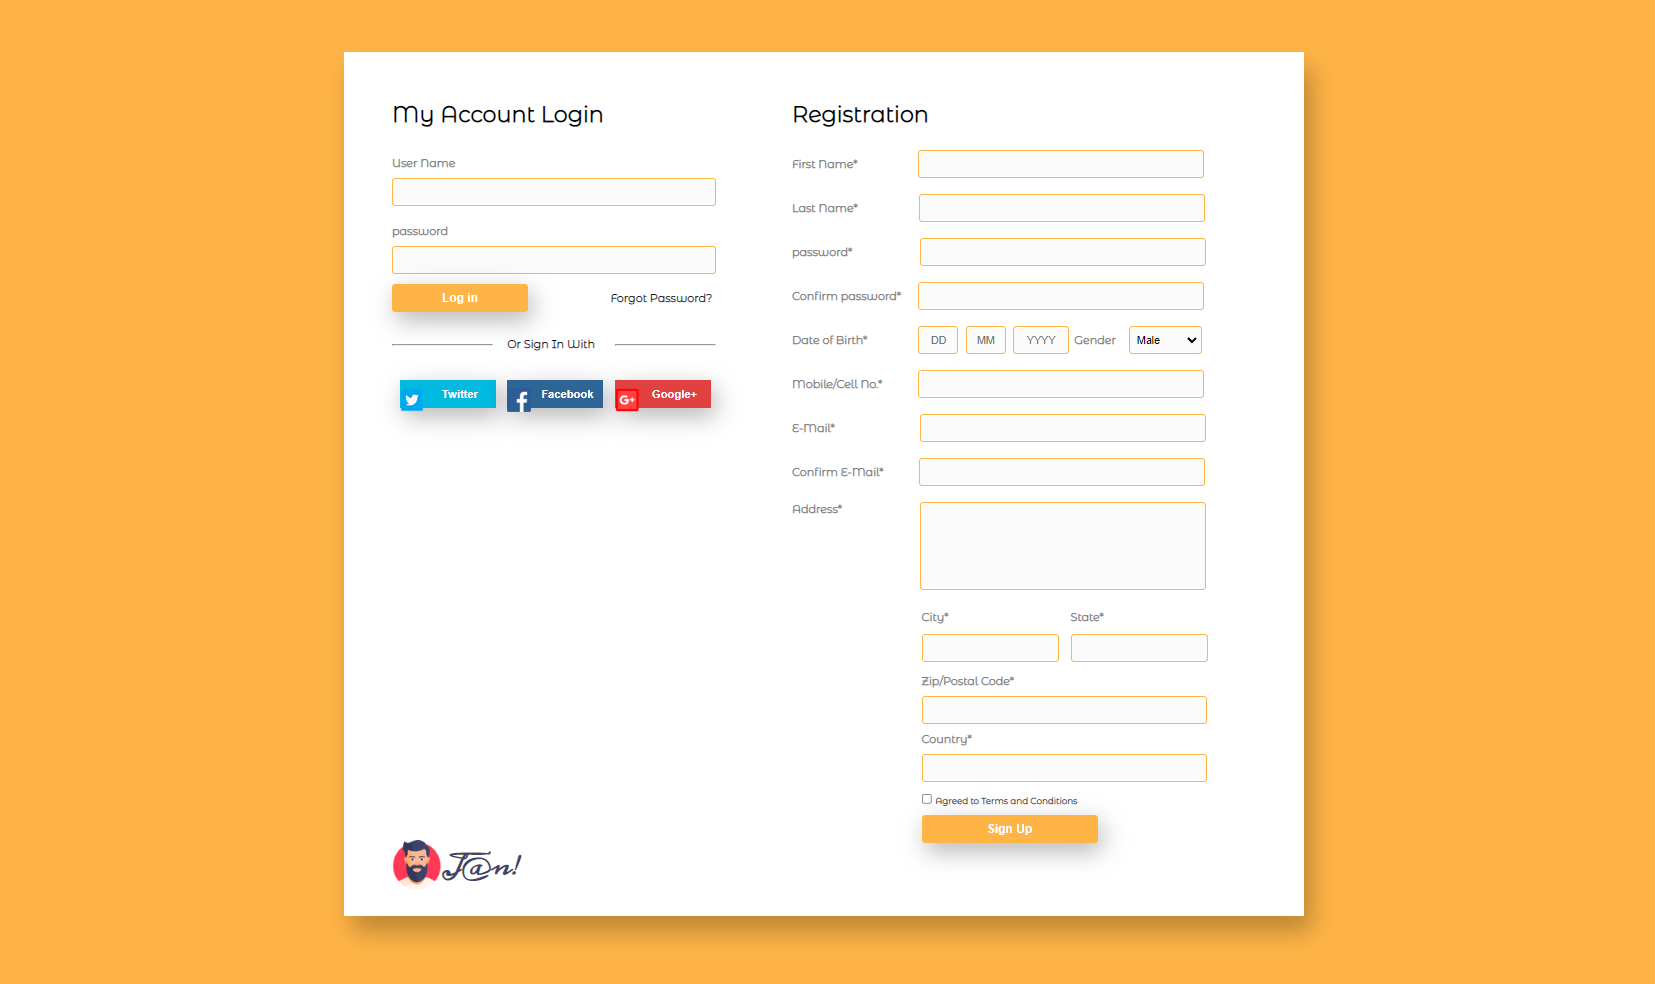 My Account Login
User Name
password
Log in
Forgot Password?
Or Sign In With
Twitter
Facebook
Google+
J@n!
Registration
First Name*
Last Name*
password*
Confirm password*
Date of Birth* DD MM YYYY Gender Male
Mobile/Cell No.*
E-Mail*
Confirm E-Mail*
Address*
City* State*
Zip/Postal Code*
Country*
Agreed to Terms and Conditions
Sign Up